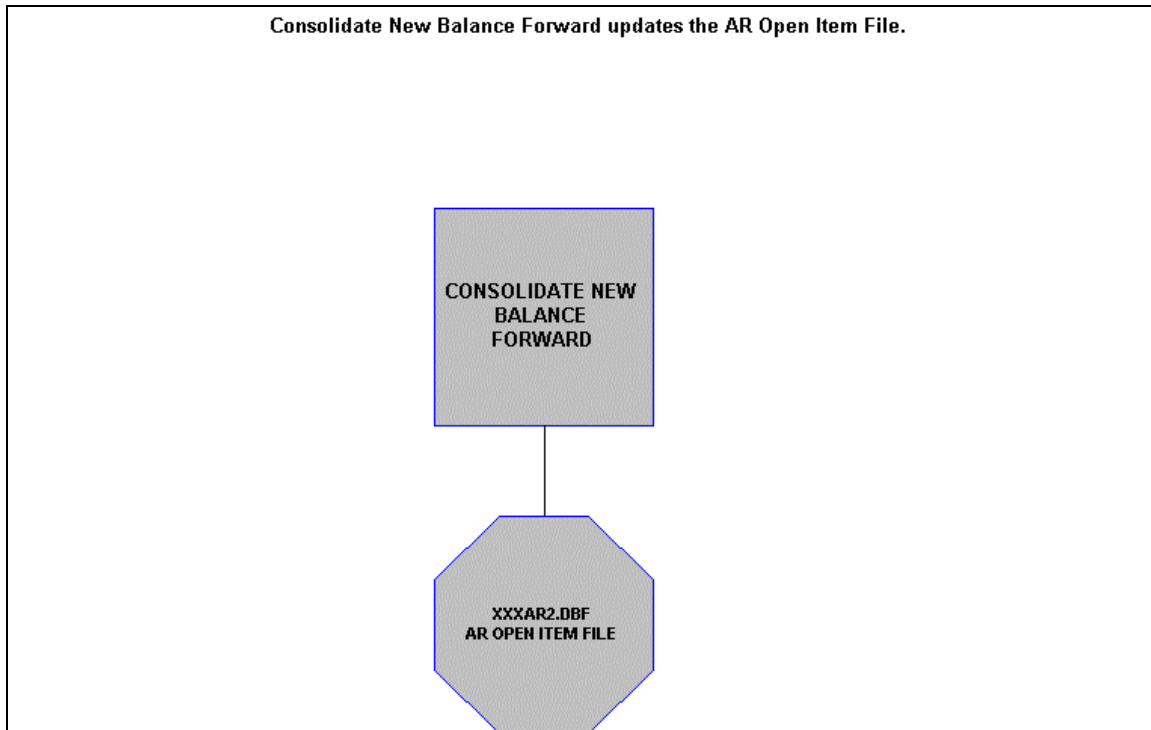 Consolidate New Balance Forward updates the AR Open Item File.
CONSOLIDATE NEW
BALANCE
FORWARD
XXXAR2.DBF
AR OPEN ITEM FILE